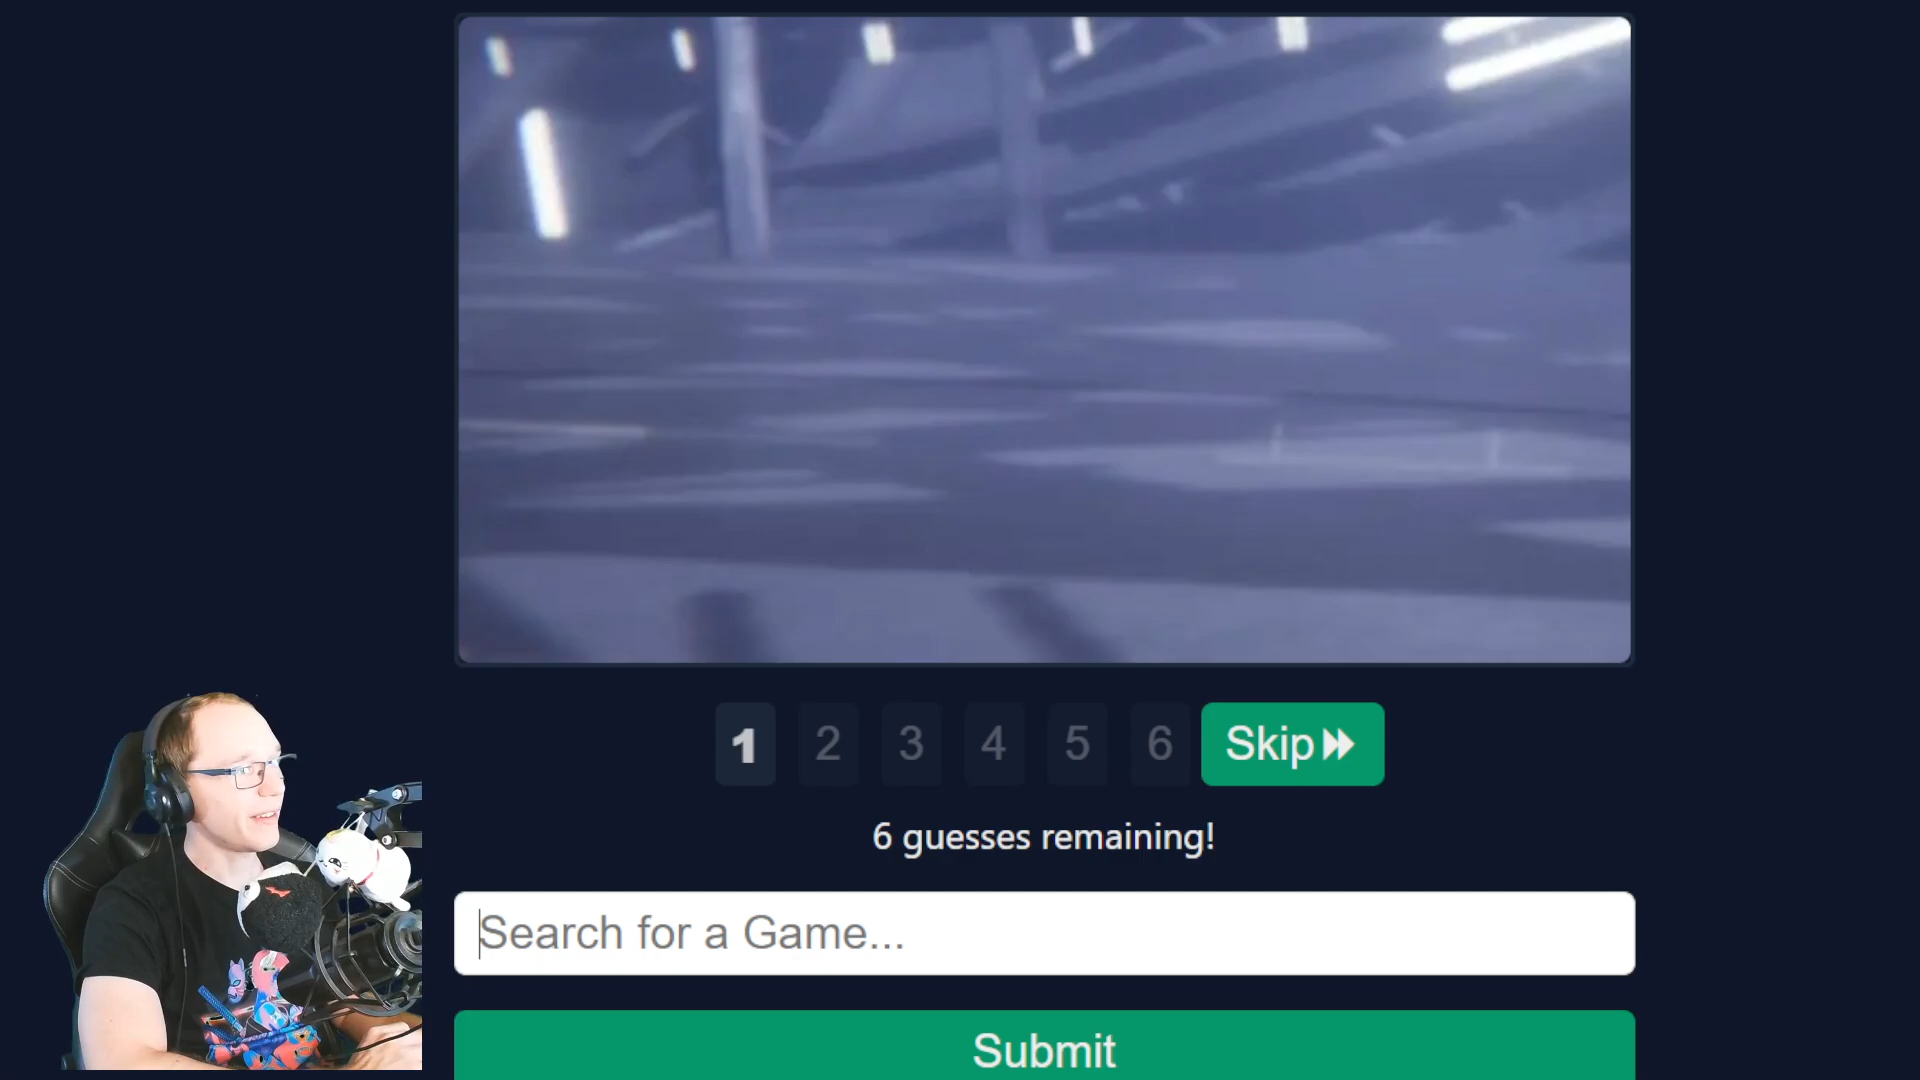 1 2 3 4 5 6 Skip
6 guesses remaining!
Search for a Game...
Submit